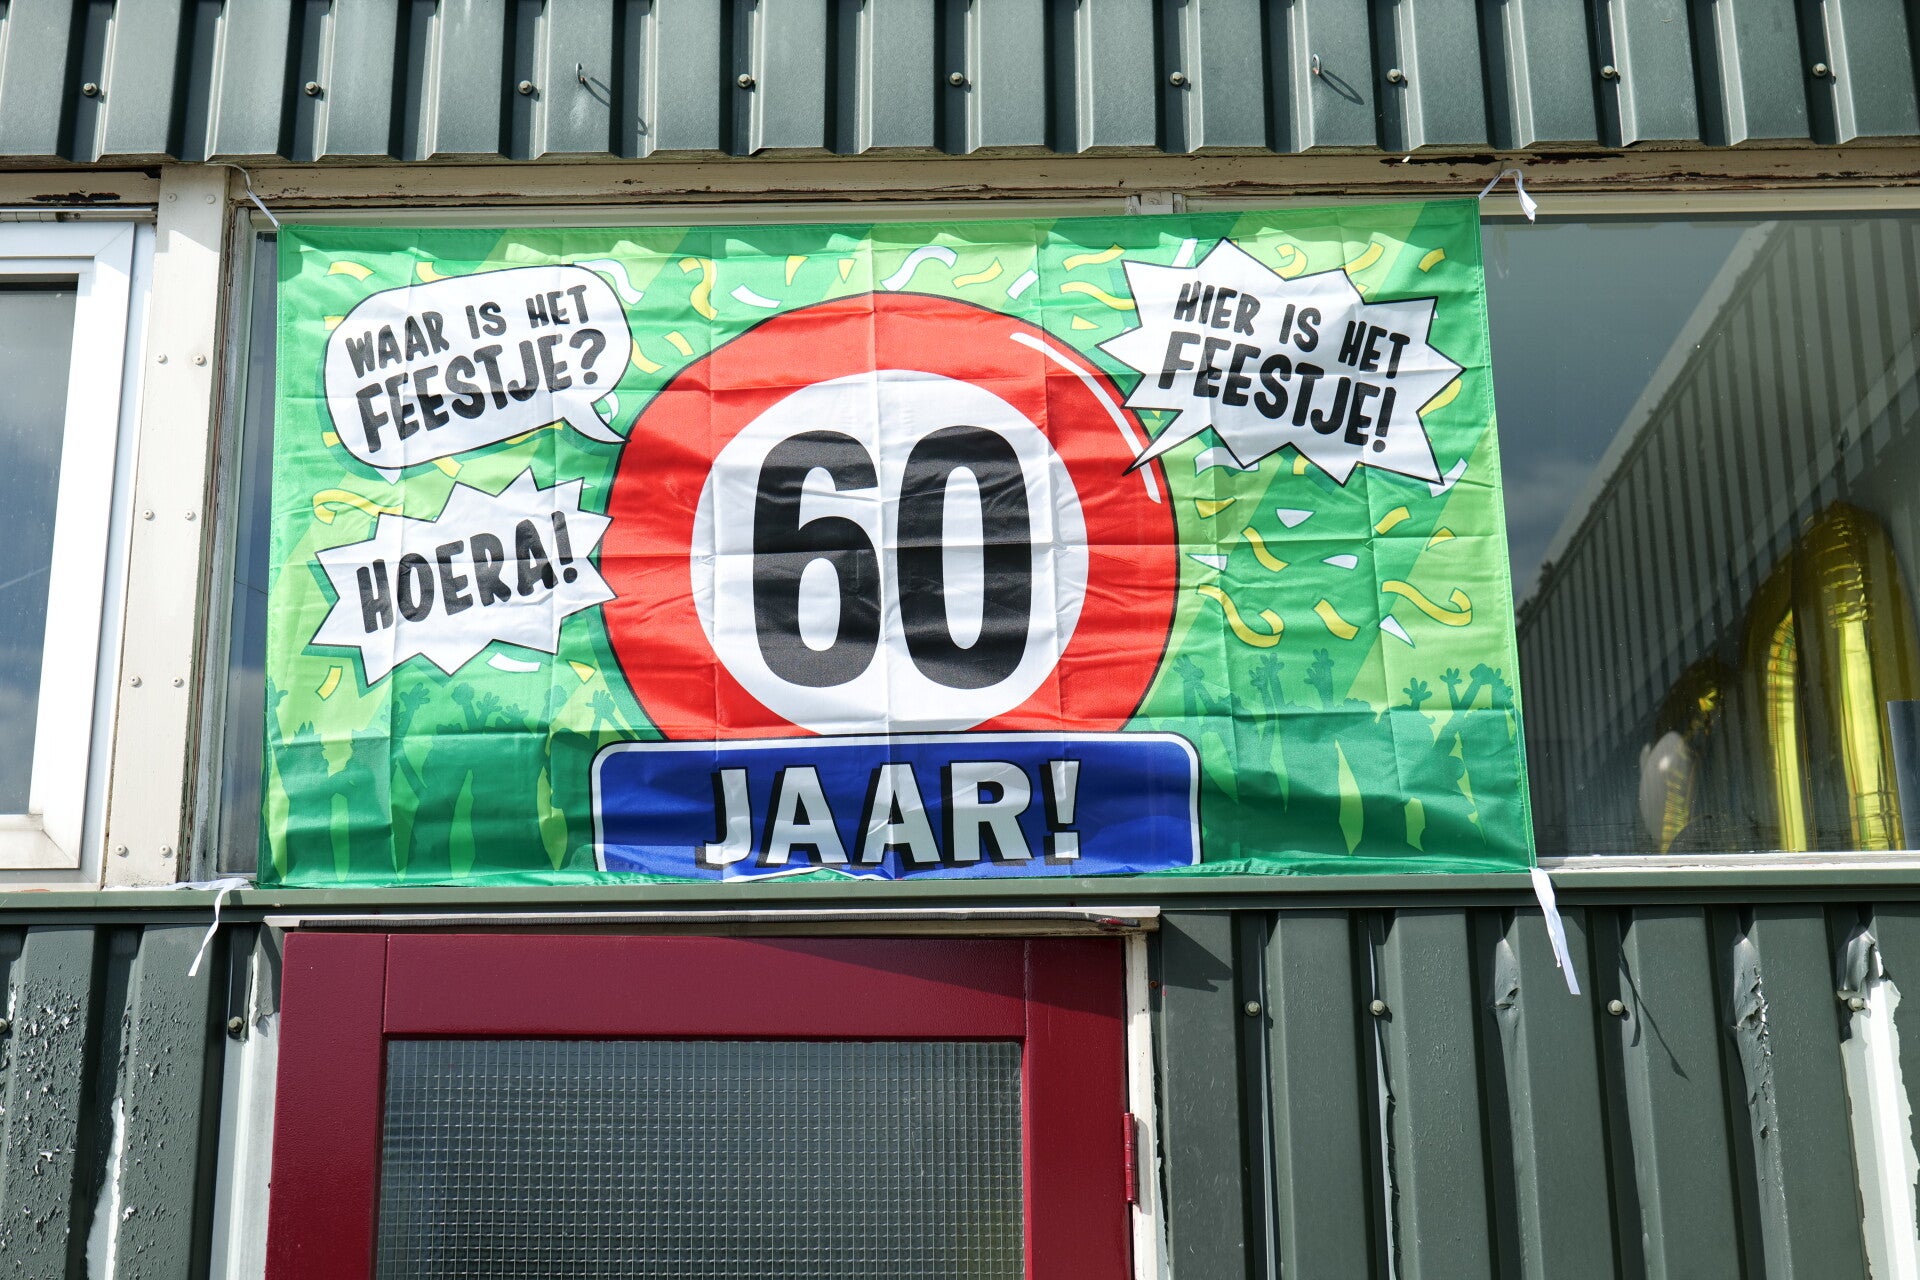 WAAR IS HET
FEESTJE?
HIER IS HET
FEESTJE!
HOERA!
60
JAAR!